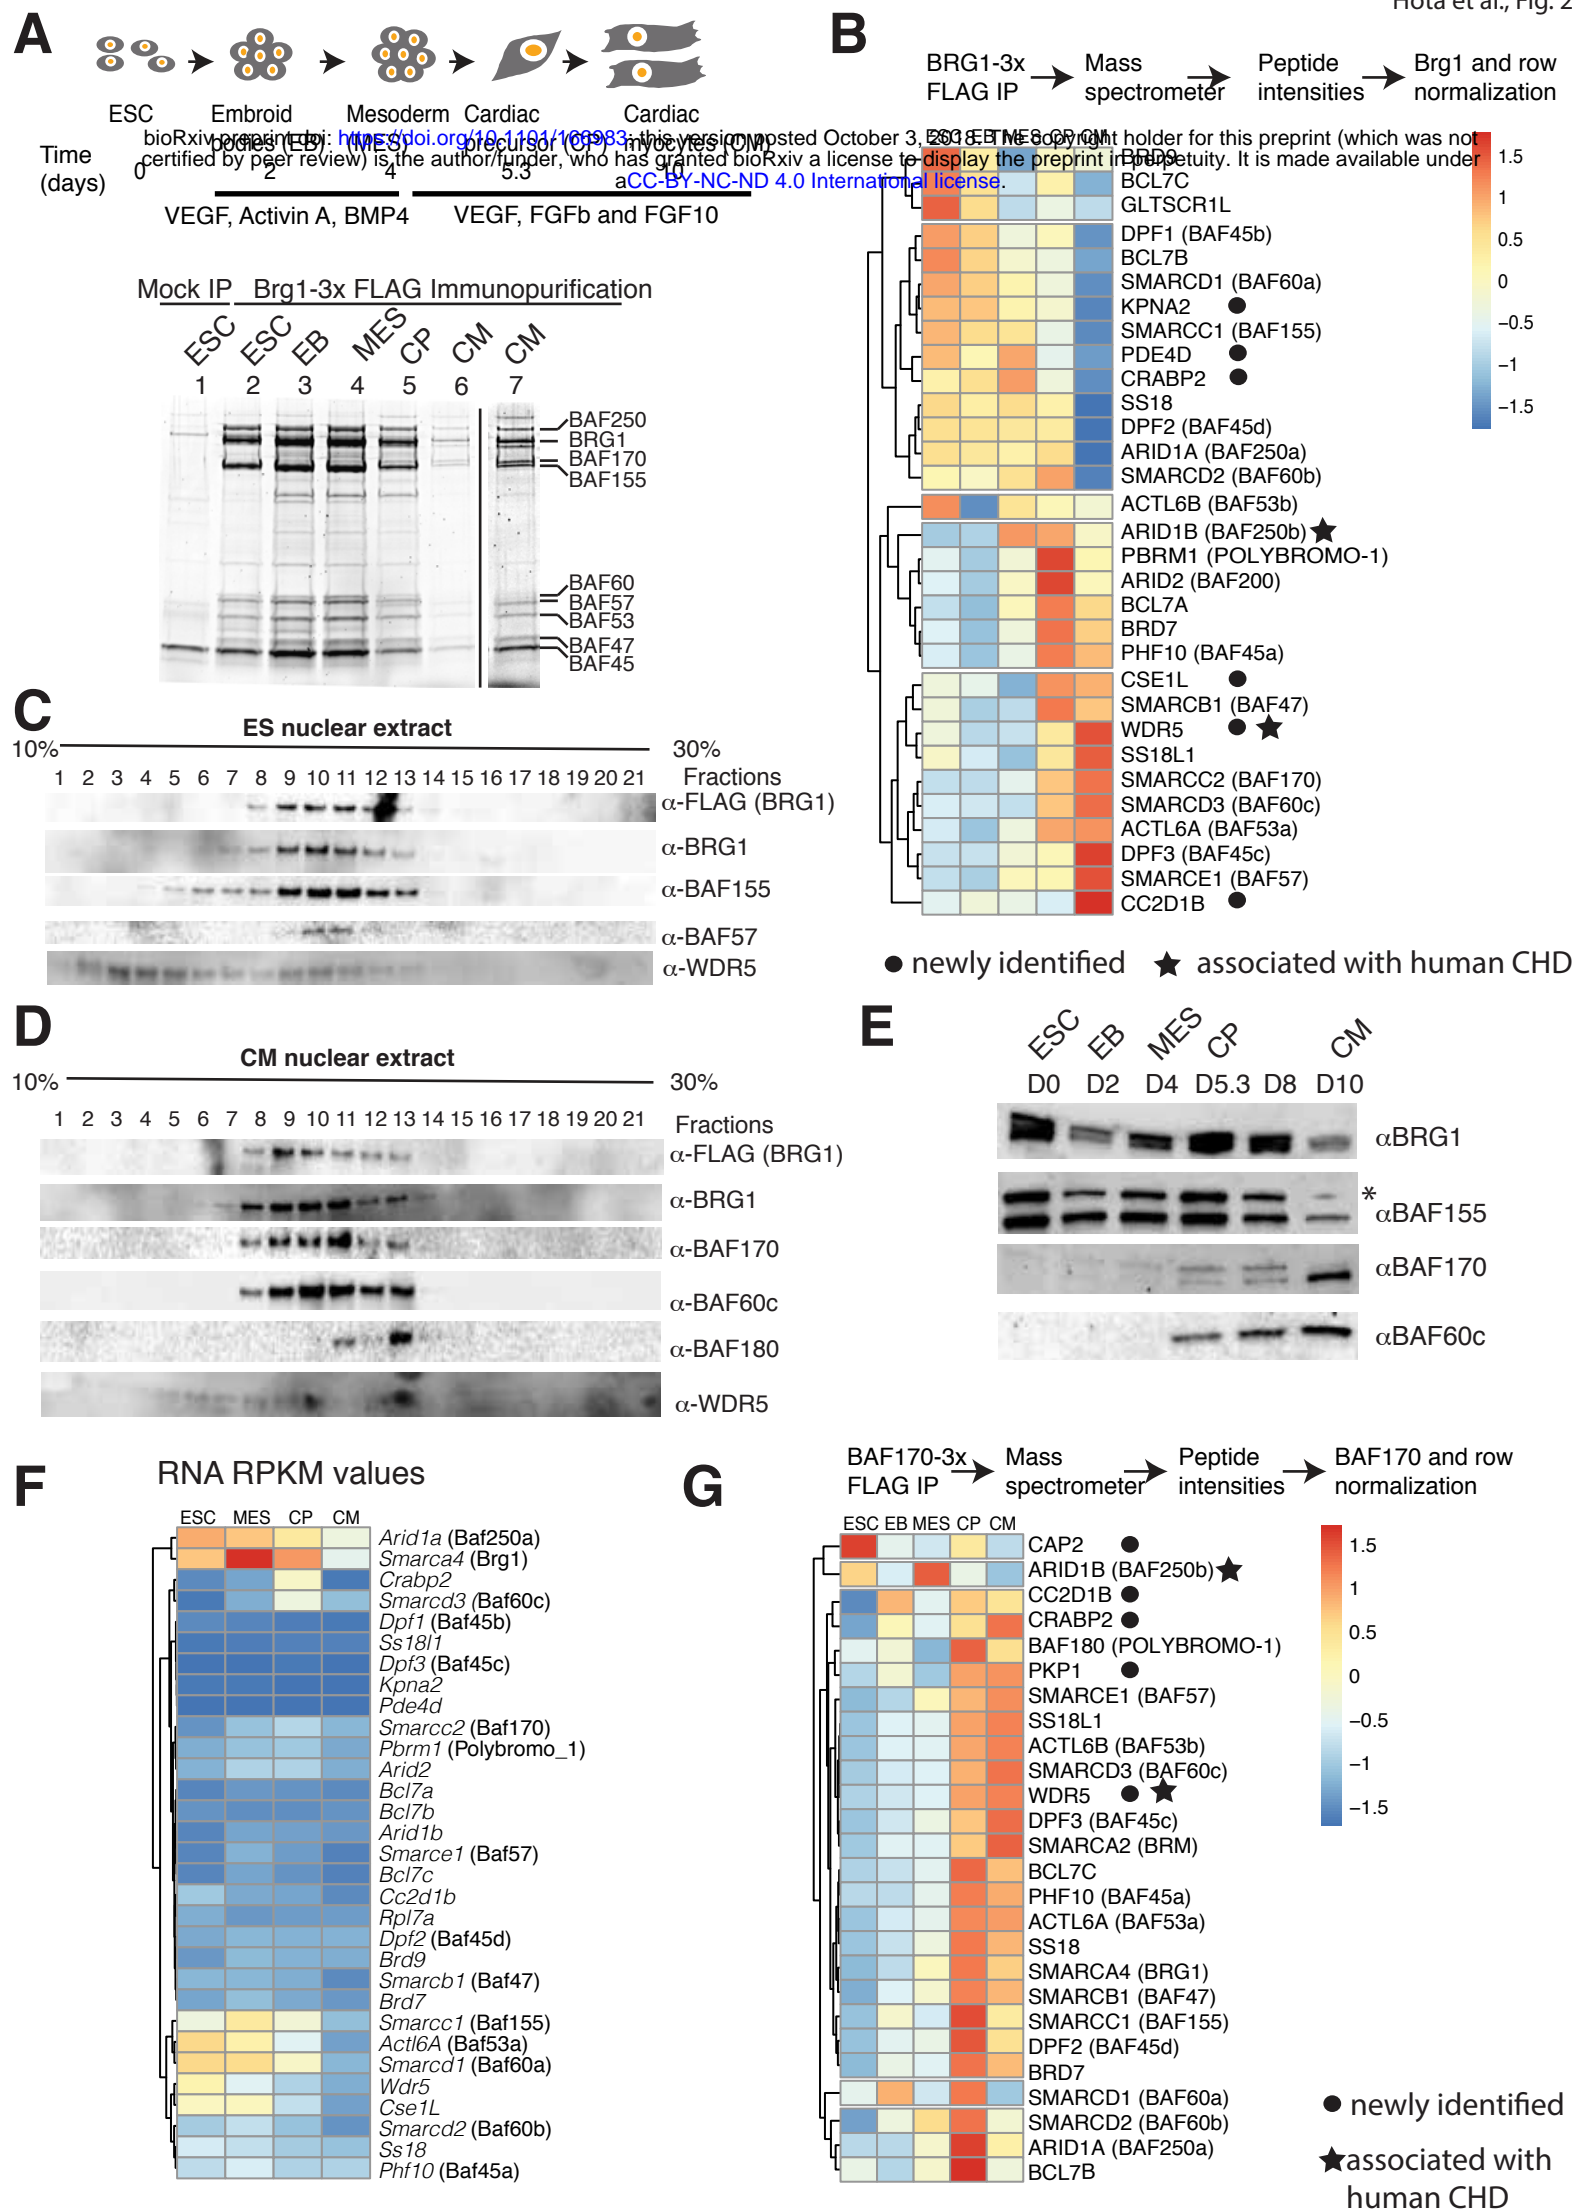 Hota et al., Fig. 2
A
ESC
Embroid bodies (EB)
Mesoderm (MES)
Cardiac precursor (CP)
Cardiac myocytes (CM)
bioRxiv preprint doi: https://doi.org/10.1101/166983; this version posted October 3, 2018. The copyright holder for this preprint (which was not
certified by peer review) is the author/funder, who has granted bioRxiv a license to display the preprint in perpetuity. It is made available under
aCC-BY-NC-ND 4.0 International license.
Time (days) 0 2 4 5.3 10
VEGF, Activin A, BMP4
VEGF, FGFb and FGF10
Mock IP
Brg1-3x FLAG Immunopurification
ESC ESC EB MES CP CM CM
1 2 3 4 5 6 7
BAF250
BRG1
BAF170
BAF155
BAF60
BAF57
BAF53
BAF47
BAF45
B
BRG1-3x FLAG IP
Mass spectrometer
Peptide intensities
Brg1 and row normalization
ESC EB MES CP CM
BRD9
BCL7C
GLTSCR1L
DPF1 (BAF45b)
BCL7B
SMARCD1 (BAF60a)
KPNA2
SMARCC1 (BAF155)
PDE4D
CRABP2
SS18
DPF2 (BAF45d)
ARID1A (BAF250a)
SMARCD2 (BAF60b)
ACTL6B (BAF53b)
ARID1B (BAF250b)
PBRM1 (POLYBROMO-1)
ARID2 (BAF200)
BCL7A
BRD7
PHF10 (BAF45a)
CSE1L
SMARCB1 (BAF47)
WDR5
SS18L1
SMARCC2 (BAF170)
SMARCD3 (BAF60c)
ACTL6A (BAF53a)
DPF3 (BAF45c)
SMARCE1 (BAF57)
CC2D1B
1.5
1
0.5
0
−0.5
−1
−1.5
newly identified
associated with human CHD
C
ES nuclear extract
10% 30%
1 2 3 4 5 6 7 8 9 10 11 12 13 14 15 16 17 18 19 20 21 Fractions
α-FLAG (BRG1)
α-BRG1
α-BAF155
α-BAF57
α-WDR5
D
CM nuclear extract
10% 30%
1 2 3 4 5 6 7 8 9 10 11 12 13 14 15 16 17 18 19 20 21 Fractions
α-FLAG (BRG1)
α-BRG1
α-BAF170
α-BAF60c
α-BAF180
α-WDR5
E
ESC EB MES CP CM
D0 D2 D4 D5.3 D8 D10
αBRG1
*
αBAF155
αBAF170
αBAF60c
F
RNA RPKM values
ESC MES CP CM
Arid1a (Baf250a)
Smarca4 (Brg1)
Crabp2
Smarcd3 (Baf60c)
Dpf1 (Baf45b)
Ss18l1
Dpf3 (Baf45c)
Kpna2
Pde4d
Smarcc2 (Baf170)
Pbrm1 (Polybromo_1)
Arid2
Bcl7a
Bcl7b
Arid1b
Smarce1 (Baf57)
Bcl7c
Cc2d1b
Rpl7a
Dpf2 (Baf45d)
Brd9
Smarcb1 (Baf47)
Brd7
Smarcc1 (Baf155)
Actl6A (Baf53a)
Smarcd1 (Baf60a)
Wdr5
Cse1L
Smarcd2 (Baf60b)
Ss18
Phf10 (Baf45a)
G
BAF170-3x FLAG IP
Mass spectrometer
Peptide intensities
BAF170 and row normalization
ESC EB MES CP CM
CAP2
ARID1B (BAF250b)
CC2D1B
CRABP2
BAF180 (POLYBROMO-1)
PKP1
SMARCE1 (BAF57)
SS18L1
ACTL6B (BAF53b)
SMARCD3 (BAF60c)
WDR5
DPF3 (BAF45c)
SMARCA2 (BRM)
BCL7C
PHF10 (BAF45a)
ACTL6A (BAF53a)
SS18
SMARCA4 (BRG1)
SMARCB1 (BAF47)
SMARCC1 (BAF155)
DPF2 (BAF45d)
BRD7
SMARCD1 (BAF60a)
SMARCD2 (BAF60b)
ARID1A (BAF250a)
BCL7B
1.5
1
0.5
0
−0.5
−1
−1.5
newly identified
associated with
human CHD